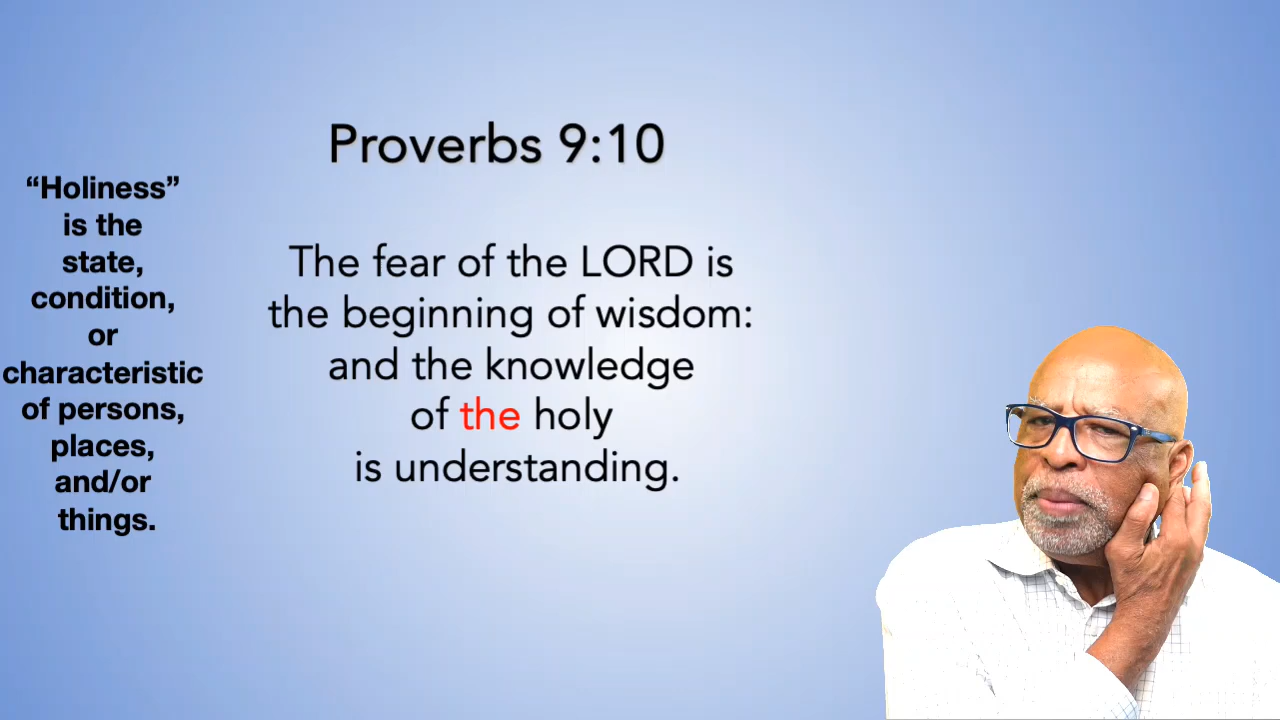 Proverbs 9:10
“Holiness”
is the
state,
condition,
or
characteristic
of persons,
places,
and/or
things.
The fear of the LORD is
the beginning of wisdom:
and the knowledge
of the holy
is understanding.